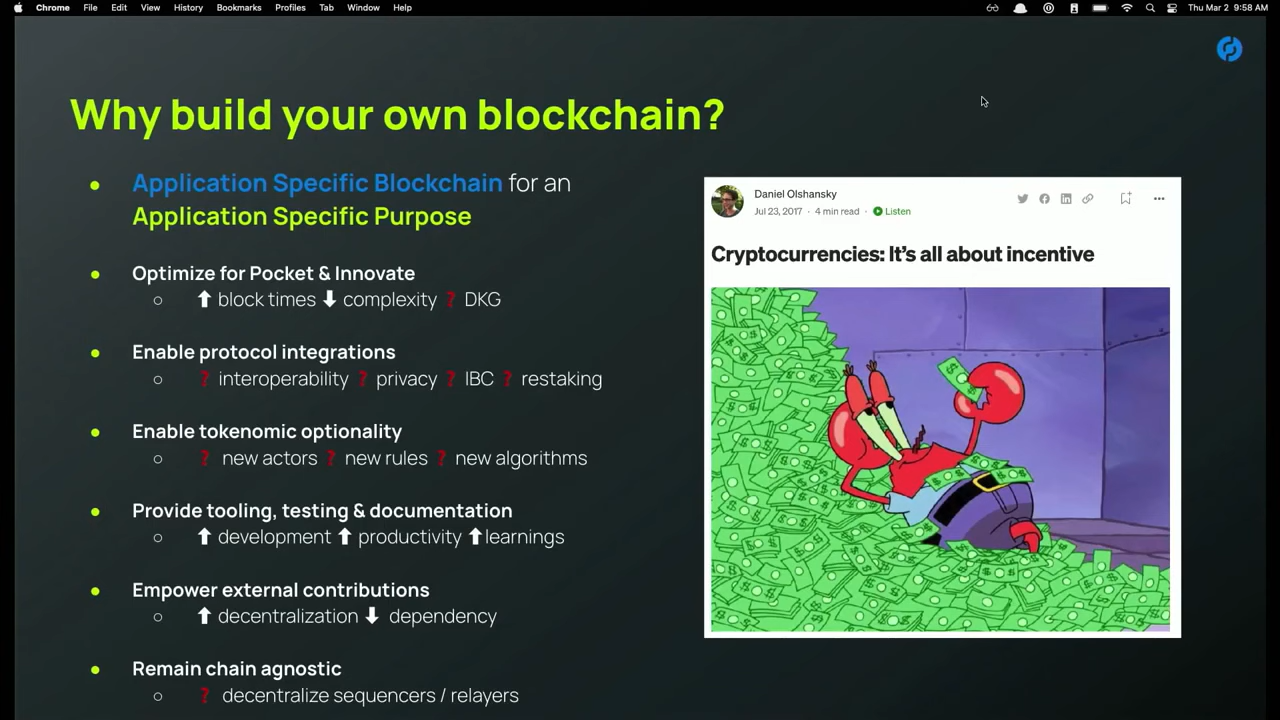 Chrome File Edit View History Bookmarks Profiles Tab Window Help Thu Mar 2 9:58 AM
Why build your own blockchain?
• Application Specific Blockchain for an
Application Specific Purpose
• Optimize for Pocket & Innovate
○ ⬆ block times ⬇ complexity ❓ DKG
• Enable protocol integrations
○ ❓ interoperability ❓ privacy ❓ IBC ❓ restaking
• Enable tokenomic optionality
○ ❓ new actors ❓ new rules ❓ new algorithms
• Provide tooling, testing & documentation
○ ⬆ development ⬆ productivity ⬆ learnings
• Empower external contributions
○ ⬆ decentralization ⬇ dependency
• Remain chain agnostic
○ ❓ decentralize sequencers / relayers
Daniel Olshansky
Jul 23, 2017 · 4 min read · Listen
Cryptocurrencies: It's all about incentive